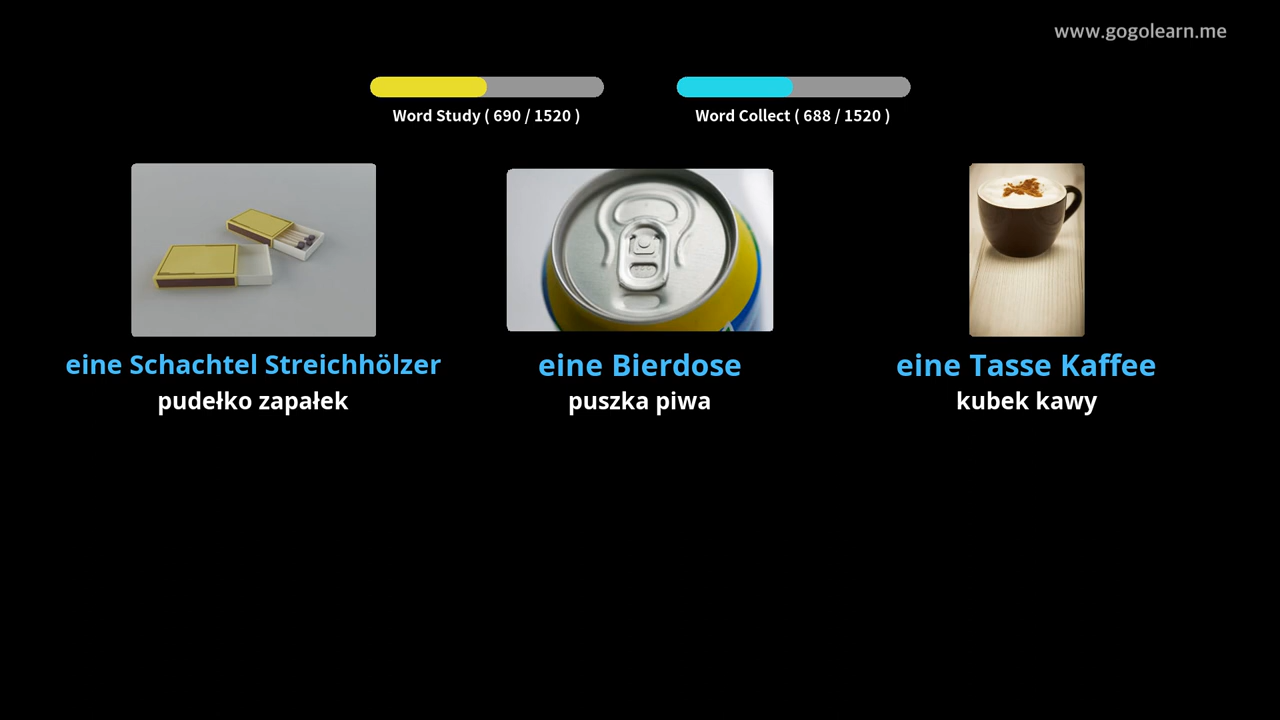 www.gogolearn.me
Word Study ( 690 / 1520 )
Word Collect ( 688 / 1520 )
eine Schachtel Streichhölzer
pudełko zapałek
eine Bierdose
puszka piwa
eine Tasse Kaffee
kubek kawy